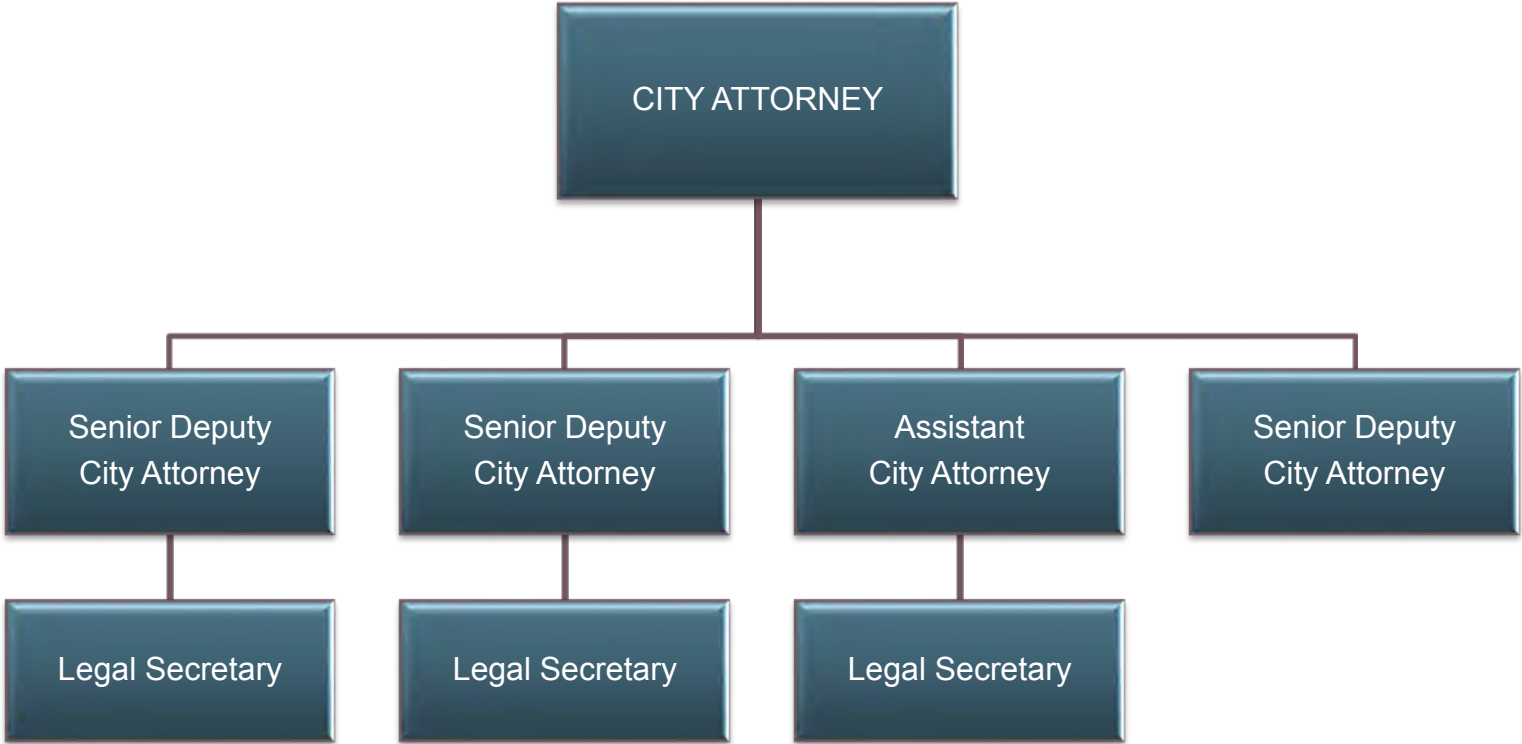 CITY ATTORNEY
Senior Deputy
City Attorney
Senior Deputy
City Attorney
Assistant
City Attorney
Senior Deputy
City Attorney
Legal Secretary
Legal Secretary
Legal Secretary